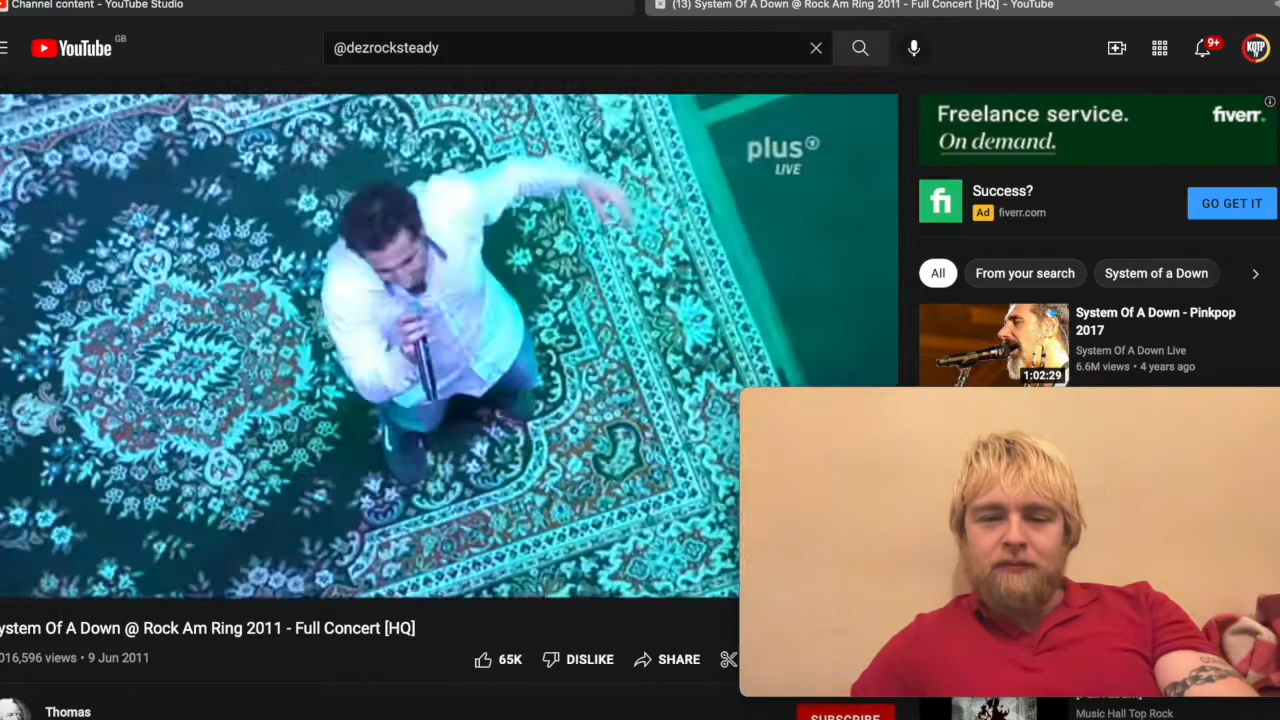 Channel content - YouTube Studio
(13) System Of A Down @ Rock Am Ring 2011 - Full Concert [HQ] - YouTube
YouTube GB
@dezrocksteady
9+
KOTP
plus
LIVE
Freelance service.
On demand.
fiverr.
fi
Success?
Ad fiverr.com
GO GET IT
All
From your search
System of a Down
System Of A Down - Pinkpop
2017
System Of A Down Live
6.6M views • 4 years ago
1:02:29
ystem Of A Down @ Rock Am Ring 2011 - Full Concert [HQ]
016,596 views • 9 Jun 2011
65K
DISLIKE
SHARE
Thomas
SUBSCRIBE
Music Hall Top Rock